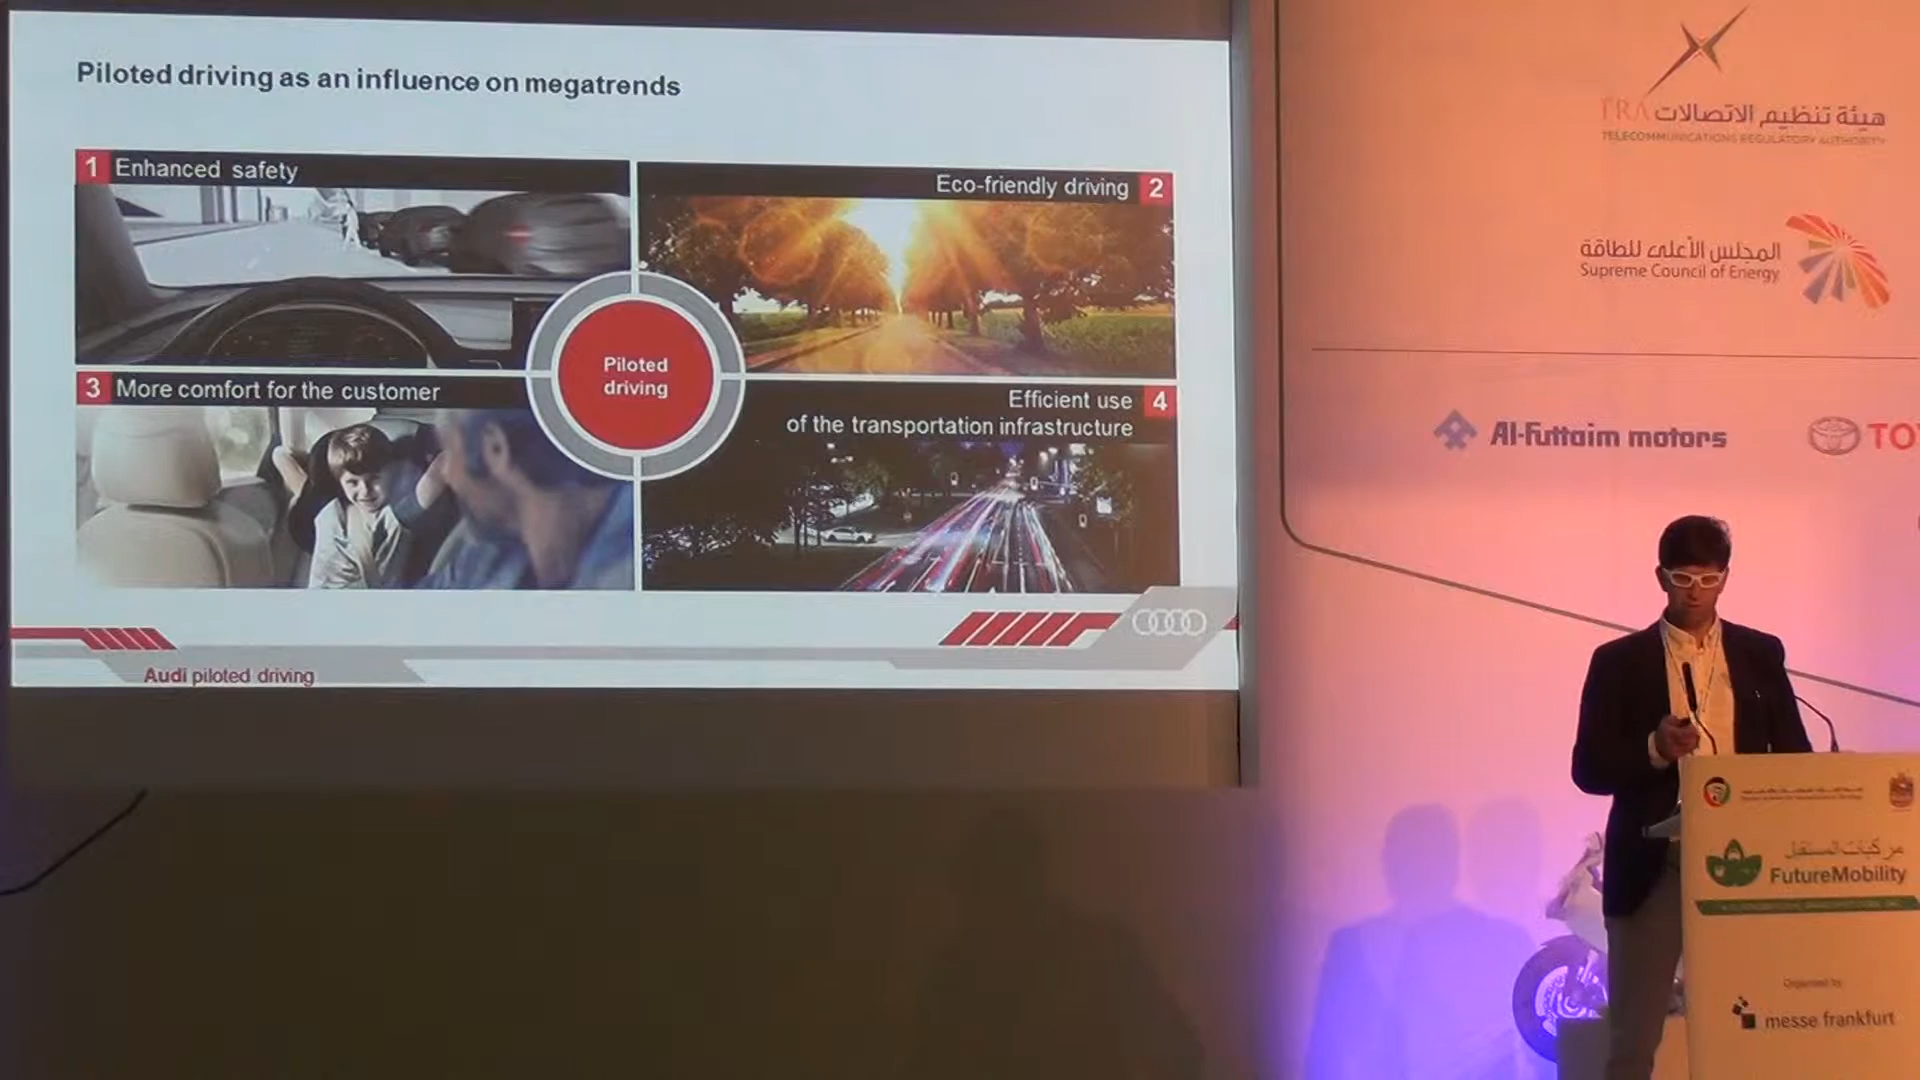 Piloted driving as an influence on megatrends
1 Enhanced safety
Eco-friendly driving 2
3 More comfort for the customer
Efficient use 4
of the transportation infrastructure
Piloted
driving
Audi piloted driving
TRA هيئة تنظيم الاتصالات
TELECOMMUNICATIONS REGULATORY AUTHORITY
المجلس الأعلى للطاقة
Supreme Council of Energy
Al-Futtaim motors
TO
مركبات المستقبل
FutureMobility
Organised by
messe frankfurt